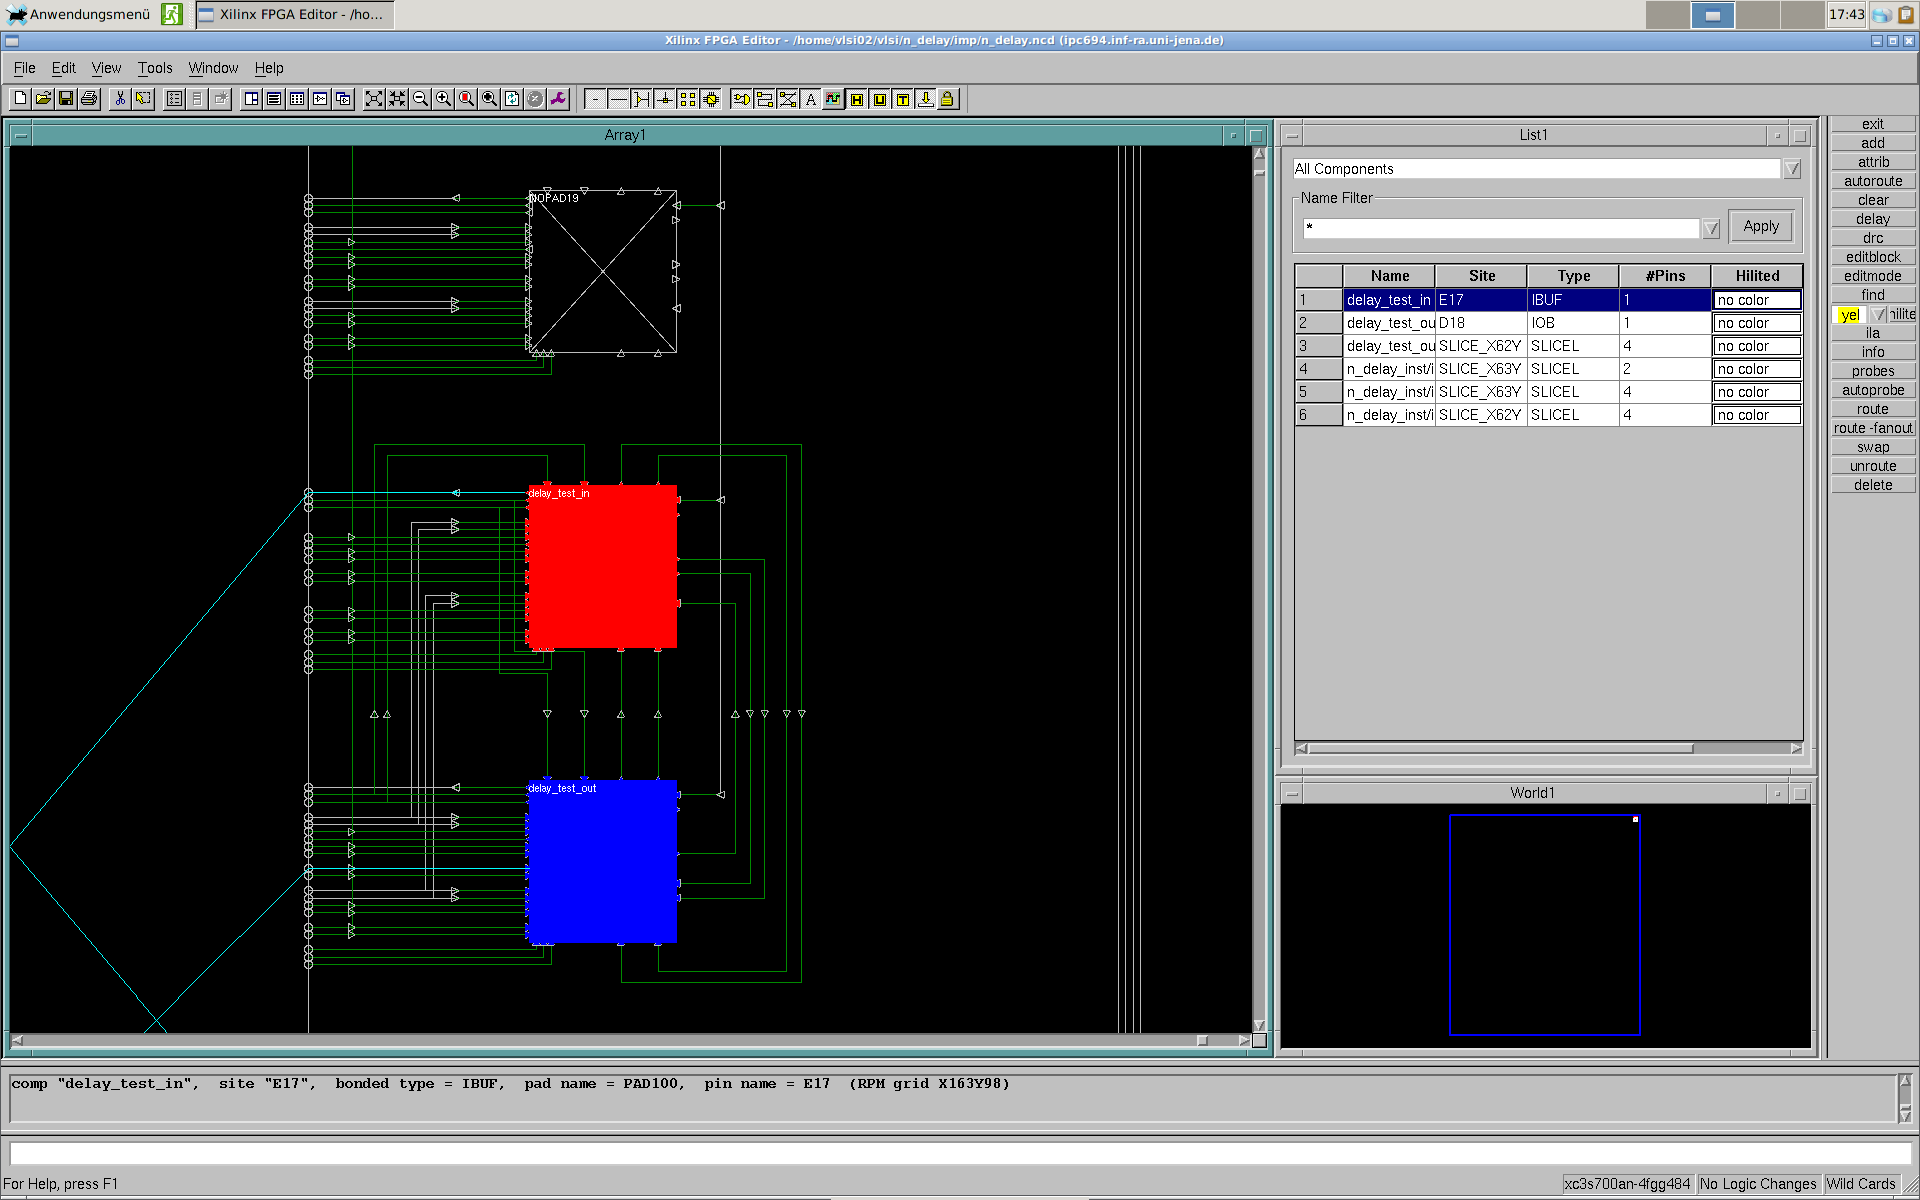 Anwendungsmenü
Xilinx FPGA Editor - /ho...
17:43
Xilinx FPGA Editor - /home/vlsi02/vlsi/n_delay/imp/n_delay.ncd (ipc694.inf-ra.uni-jena.de)
File Edit View Tools Window Help
A
Array1
NOPAD19
delay_test_in
delay_test_out
List1
All Components
Name Filter
*
Apply
Name Site Type #Pins Hilited
1 delay_test_in E17 IBUF 1 no color
2 delay_test_ou D18 IOB 1 no color
3 delay_test_ou SLICE_X62Y SLICEL 4 no color
4 n_delay_inst/i SLICE_X63Y SLICEL 2 no color
5 n_delay_inst/i SLICE_X63Y SLICEL 4 no color
6 n_delay_inst/i SLICE_X62Y SLICEL 4 no color
World1
exit
add
attrib
autoroute
clear
delay
drc
editblock
editmode
find
yel hilite
ila
info
probes
autoprobe
route
route -fanout
swap
unroute
delete
comp "delay_test_in", site "E17", bonded type = IBUF, pad name = PAD100, pin name = E17 (RPM grid X163Y98)
For Help, press F1
xc3s700an-4fgg484 No Logic Changes Wild Cards